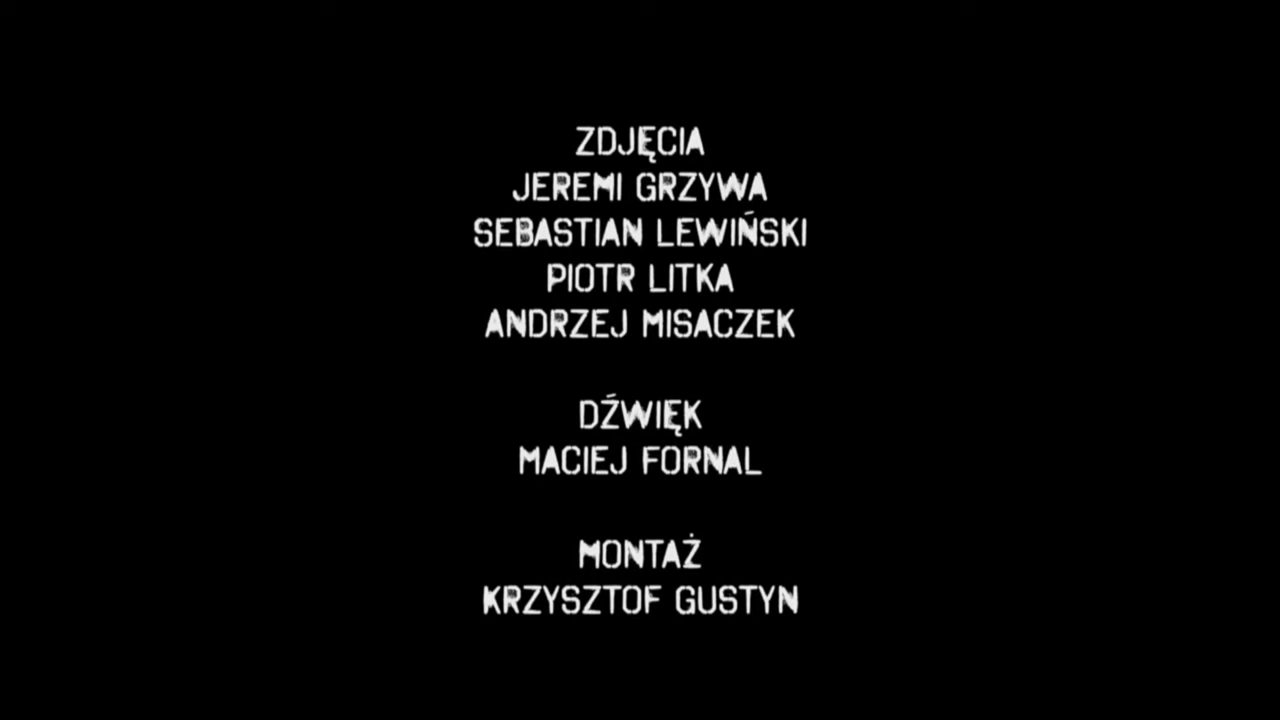 ZDJĘCIA
JEREMI GRZYWA
SEBASTIAN LEWIŃSKI
PIOTR LITKA
ANDRZEJ MISACZEK
DŹWIĘK
MACIEJ FORNAL
MONTAŻ
KRZYSZTOF GUSTYN